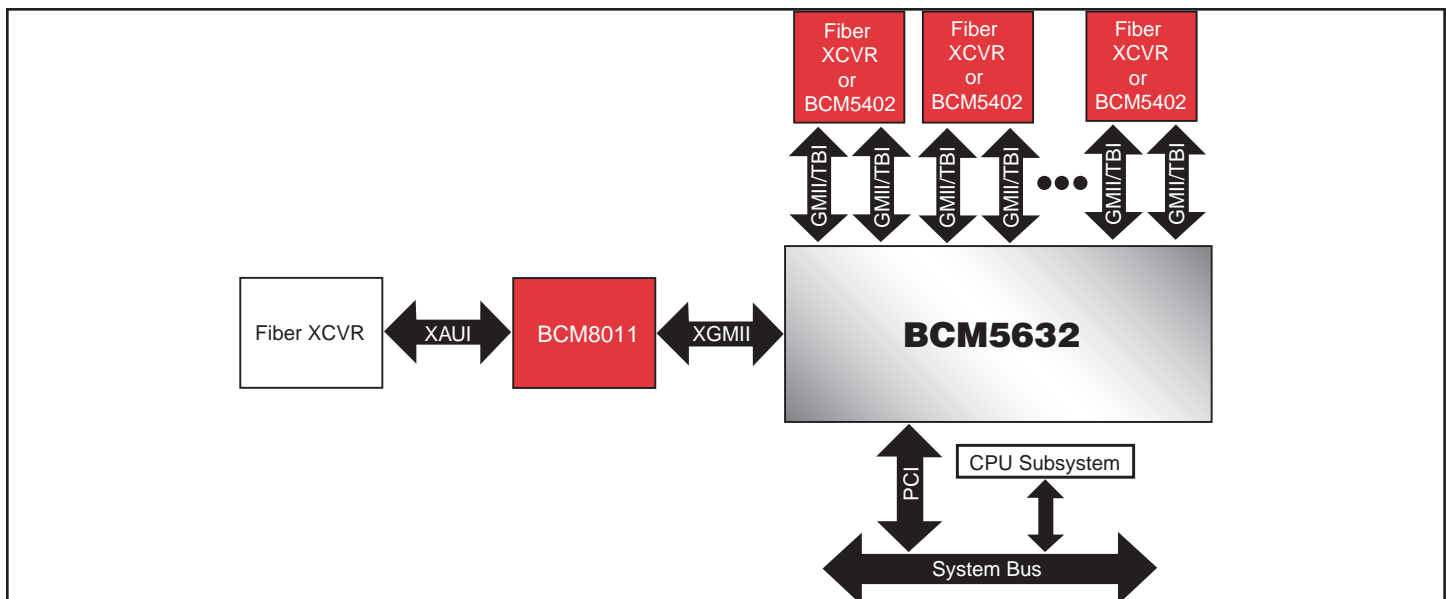 Fiber
XCVR
or
BCM5402
Fiber
XCVR
or
BCM5402
Fiber
XCVR
or
BCM5402
GMII/TBI
GMII/TBI
GMII/TBI
GMII/TBI
GMII/TBI
GMII/TBI
Fiber XCVR
XAUI
BCM8011
XGMII
BCM5632
PCI
CPU Subsystem
System Bus